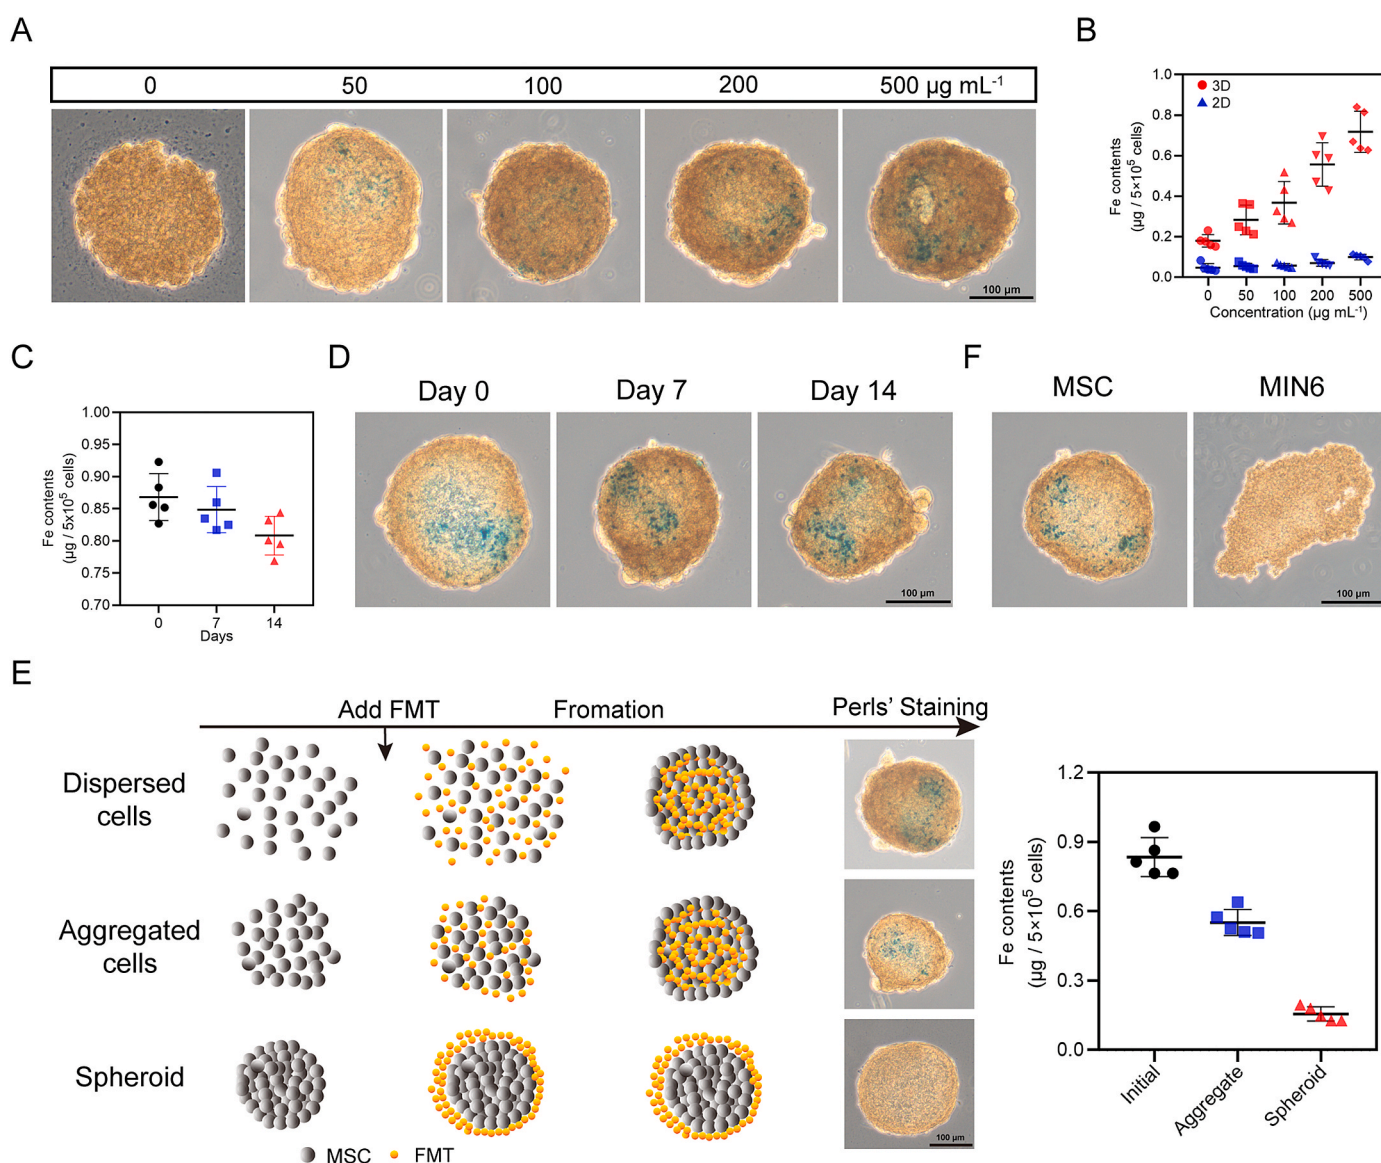 A
0 50 100 200 500 µg mL⁻¹
100 µm
B
1.0
0.8
0.6
0.4
0.2
0.0
Fe contents
(µg / 5×10⁵ cells)
3D
2D
0 50 100 200 500
Concentration (µg mL⁻¹)
C
1.00
0.95
0.90
0.85
0.80
0.75
0.70
Fe contents
(µg / 5x10⁵ cells)
0 7 14
Days
D
Day 0 Day 7 Day 14
100 µm
F
MSC MIN6
100 µm
E
Add FMT Fromation Perls' Staining
Dispersed
cells
Aggregated
cells
Spheroid
100 µm
MSC FMT
1.2
0.9
0.6
0.3
0.0
Fe contents
(µg / 5×10⁵ cells)
Initial
Aggregate
Spheroid